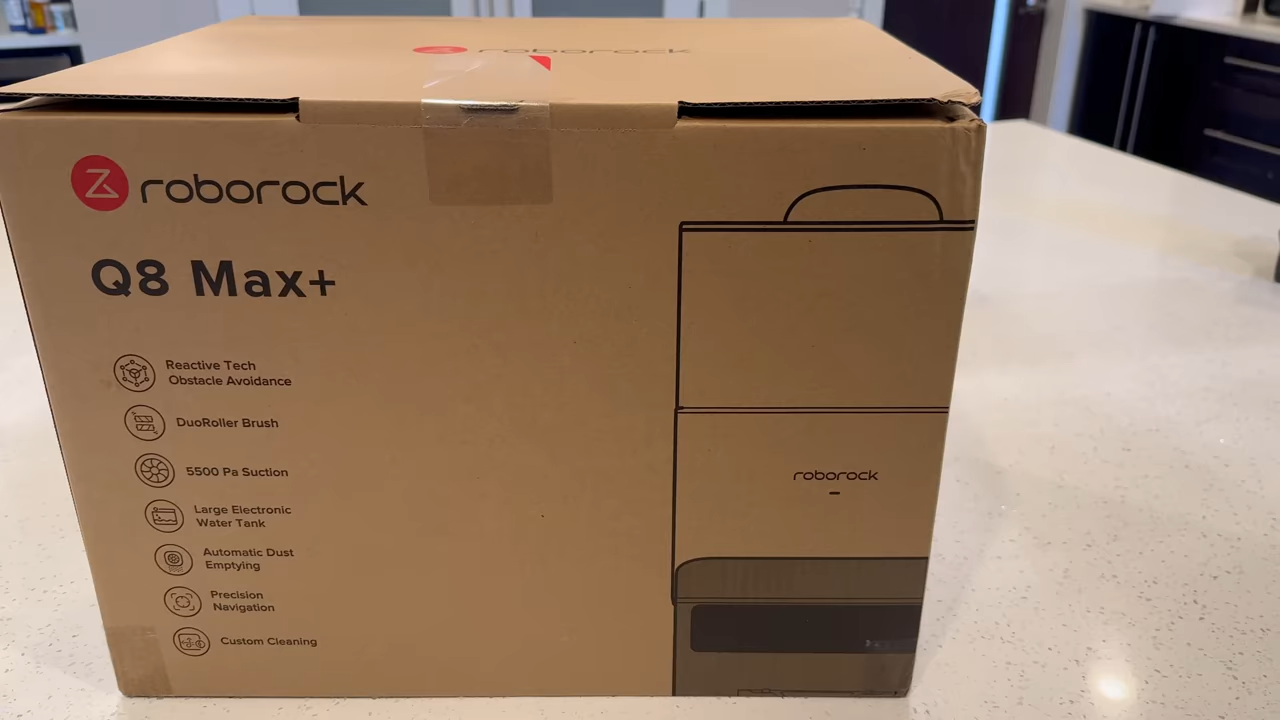 roborock
roborock
Q8 Max+
Reactive Tech
Obstacle Avoidance
DuoRoller Brush
5500 Pa Suction
roborock
Large Electronic
Water Tank
Automatic Dust
Emptying
Precision
Navigation
Custom Cleaning